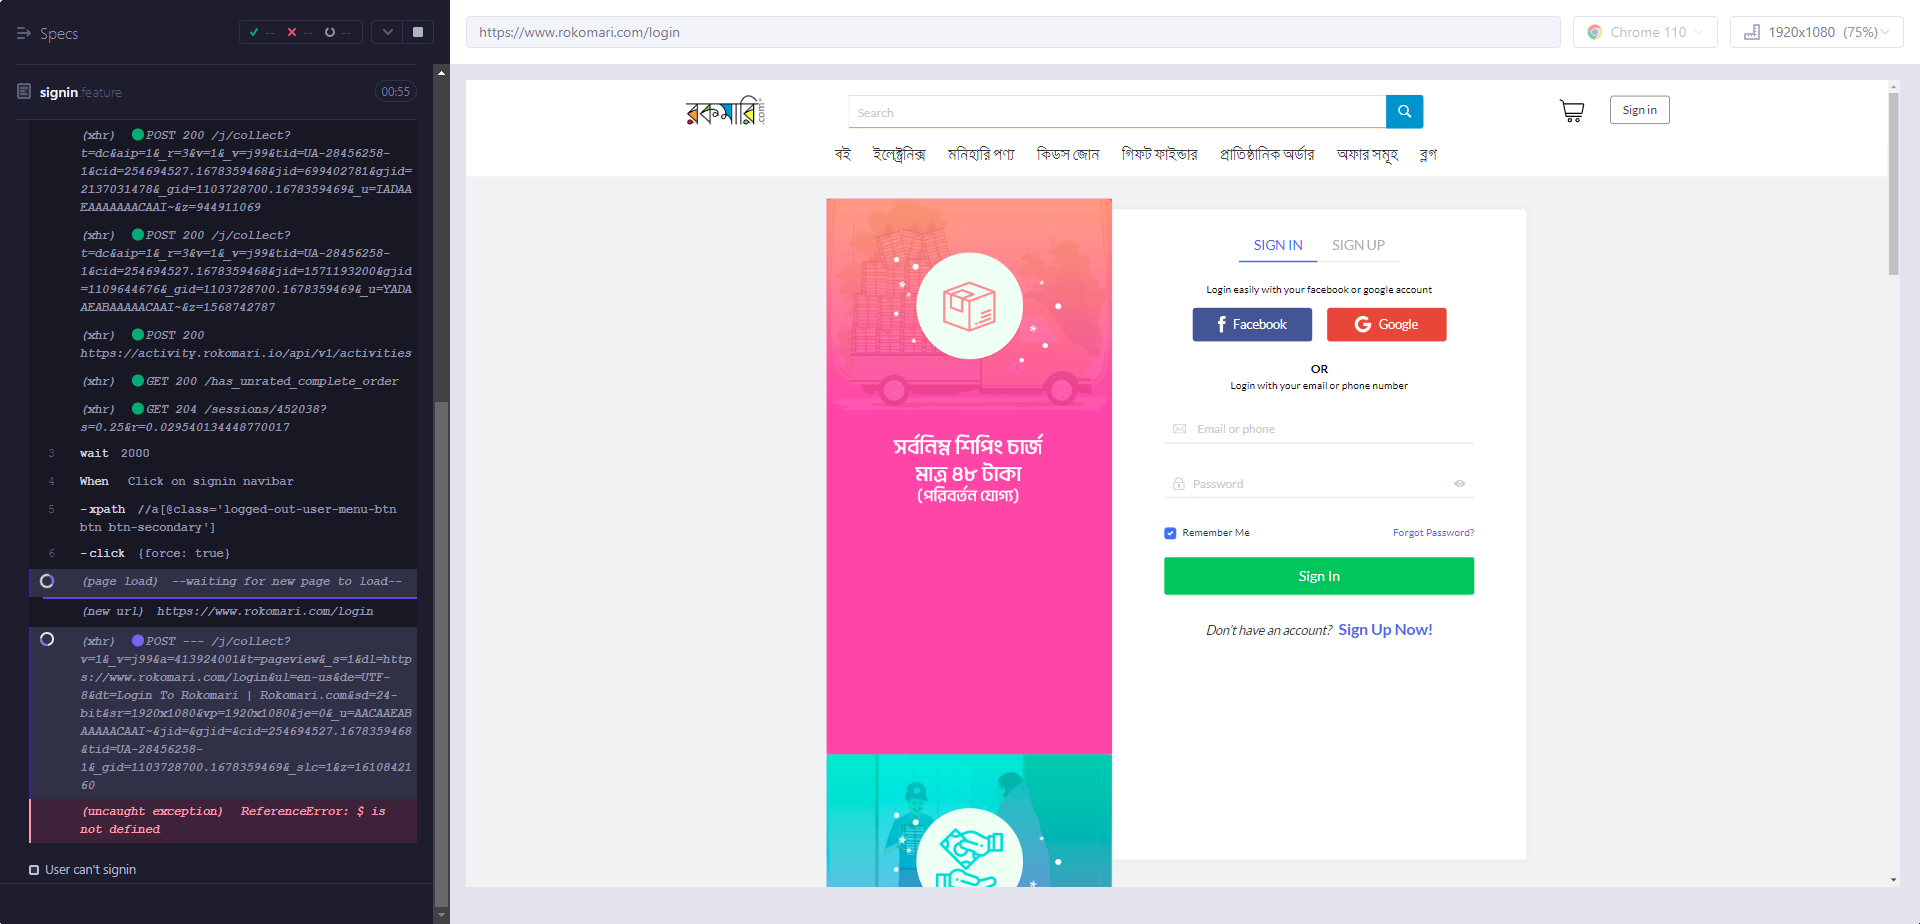 Specs
-- -- --
signin.feature
00:55
(xhr) POST 200 /j/collect?
t=dc&aip=1&_r=3&v=1&_v=j99&tid=UA-28456258-
1&cid=254694527.1678359468&jid=699402781&gjid=
2137031478&_gid=1103728700.1678359469&_u=IADAA
EAAAAAAACAAI~&z=944911069
(xhr) POST 200 /j/collect?
t=dc&aip=1&_r=3&v=1&_v=j99&tid=UA-28456258-
1&cid=254694527.1678359468&jid=1571193200&gjid
=1109644676&_gid=1103728700.1678359469&_u=YADA
AEABAAAAACAAI~&z=1568742787
(xhr) POST 200
https://activity.rokomari.io/api/v1/activities
(xhr) GET 200 /has_unrated_complete_order
(xhr) GET 204 /sessions/452038?
s=0.25&r=0.029540134448770017
3 wait 2000
4 When Click on signin navibar
5 -xpath //a[@class='logged-out-user-menu-btn
btn btn-secondary']
6 -click {force: true}
(page load) --waiting for new page to load--
(new url) https://www.rokomari.com/login
(xhr) POST --- /j/collect?
v=1&_v=j99&a=413924001&t=pageview&_s=1&dl=http
s://www.rokomari.com/login&ul=en-us&de=UTF-
8&dt=Login To Rokomari | Rokomari.com&sd=24-
bit&sr=1920x1080&vp=1920x1080&je=0&_u=AACAAEAB
AAAAACAAI~&jid=&gjid=&cid=254694527.1678359468
&tid=UA-28456258-
1&_gid=1103728700.1678359469&_slc=1&z=16108421
60
(uncaught exception) ReferenceError: $ is
not defined
User can't signin
https://www.rokomari.com/login
Chrome 110
1920x1080 (75%)
রকমারি.com
Search
Sign in
বই ইলেক্ট্রনিক্স মনিহারি পণ্য কিডস জোন গিফট ফাইন্ডার প্রাতিষ্ঠানিক অর্ডার অফার সমূহ ব্লগ
সর্বনিম্ন শিপিং চার্জ
মাত্র ৪৮ টাকা
(পরিবর্তন যোগ্য)
SIGN IN SIGN UP
Login easily with your facebook or google account
Facebook Google
OR
Login with your email or phone number
Email or phone
Password
Remember Me Forgot Password?
Sign In
Don't have an account? Sign Up Now!